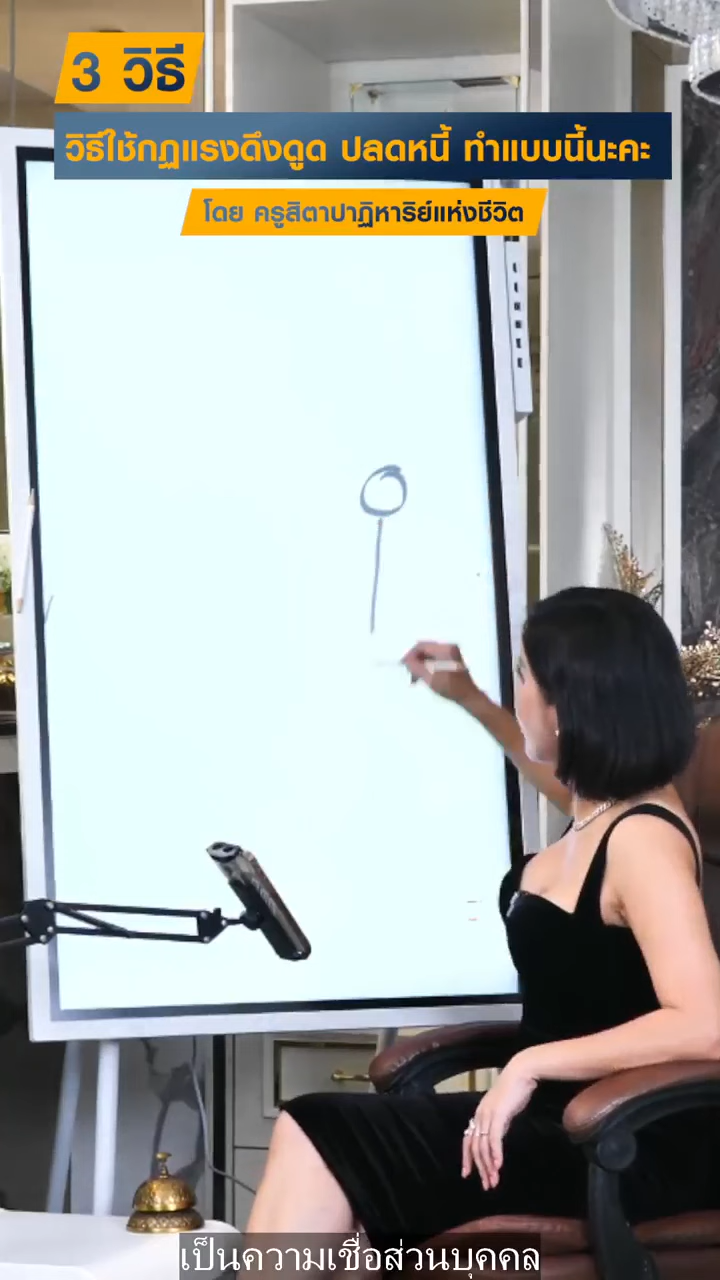 3 วิธี
วิธีใช้กฏแรงดึงดูด ปลดหนี้ ทำแบบนี้นะคะ
โดย ครูสิตาปาฏิหาริย์แห่งชีวิต
เป็นความเชื่อส่วนบุคคล